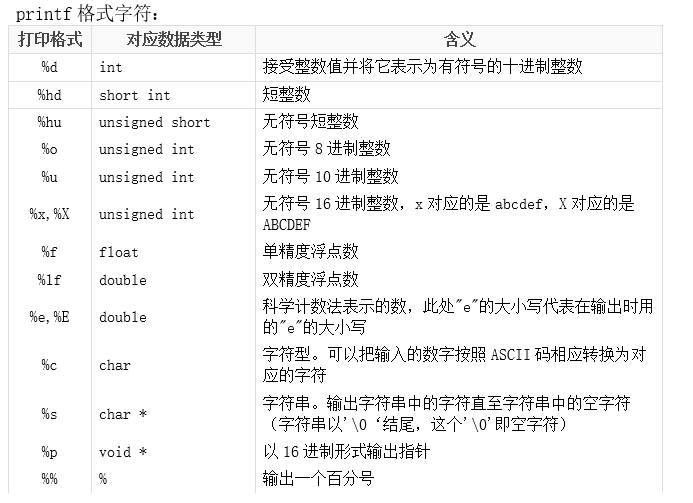 printf 格式字符：
打印格式 对应数据类型 含义
%d int 接受整数值并将它表示为有符号的十进制整数
%hd short int 短整数
%hu unsigned short 无符号短整数
%o unsigned int 无符号 8 进制整数
%u unsigned int 无符号 10 进制整数
%x,%X unsigned int 无符号 16 进制整数，x 对应的是 abcdef，X 对应的是
ABCDEF
%f float 单精度浮点数
%lf double 双精度浮点数
%e,%E double 科学计数法表示的数，此处"e"的大小写代表在输出时用
的"e"的大小写
%c char 字符型。可以把输入的数字按照 ASCII 码相应转换为对
应的字符
%s char * 字符串。输出字符串中的字符直至字符串中的空字符
（字符串以'\0‘结尾，这个'\0'即空字符）
%p void * 以 16 进制形式输出指针
%% % 输出一个百分号